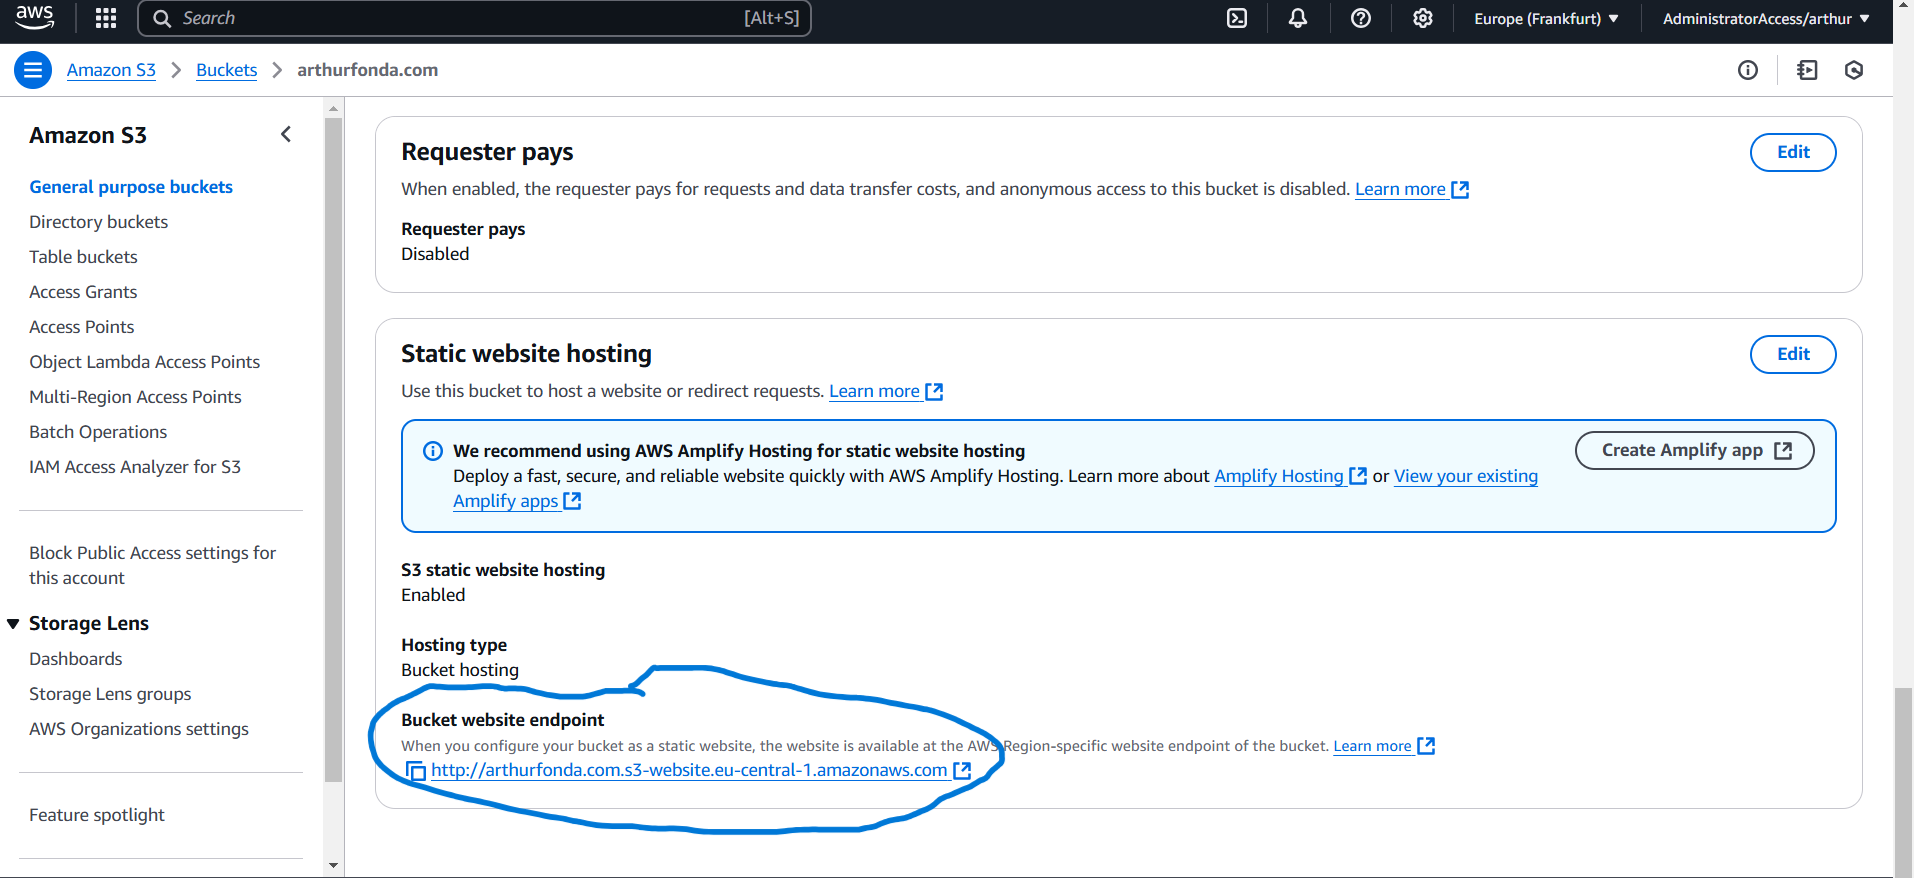 aws
Search
[Alt+S]
Europe (Frankfurt)
AdministratorAccess/arthur
Amazon S3
Buckets
arthurfonda.com
Amazon S3
General purpose buckets
Directory buckets
Table buckets
Access Grants
Access Points
Object Lambda Access Points
Multi-Region Access Points
Batch Operations
IAM Access Analyzer for S3
Block Public Access settings for
this account
Storage Lens
Dashboards
Storage Lens groups
AWS Organizations settings
Feature spotlight
Requester pays
Edit
When enabled, the requester pays for requests and data transfer costs, and anonymous access to this bucket is disabled. Learn more
Requester pays
Disabled
Static website hosting
Edit
Use this bucket to host a website or redirect requests. Learn more
We recommend using AWS Amplify Hosting for static website hosting
Create Amplify app
Deploy a fast, secure, and reliable website quickly with AWS Amplify Hosting. Learn more about Amplify Hosting or View your existing
Amplify apps
S3 static website hosting
Enabled
Hosting type
Bucket hosting
Bucket website endpoint
When you configure your bucket as a static website, the website is available at the AWS Region-specific website endpoint of the bucket. Learn more
http://arthurfonda.com.s3-website.eu-central-1.amazonaws.com